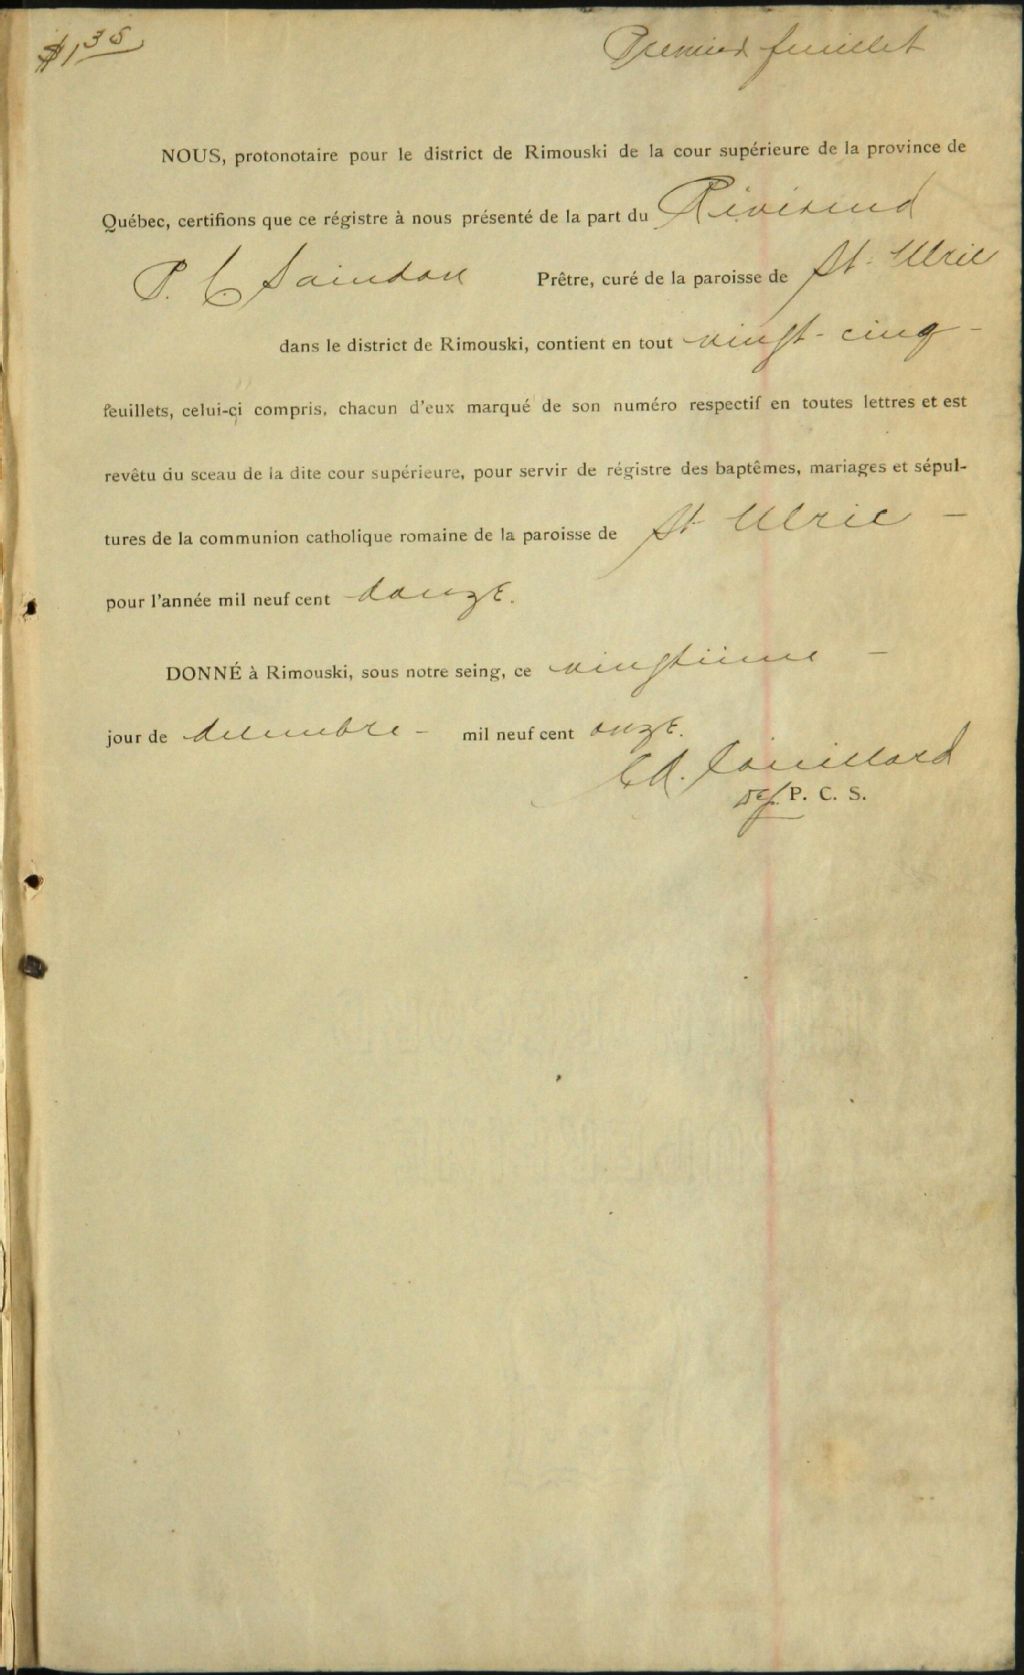 $1.35
Premier feuillet
NOUS, protonotaire pour le district de Rimouski de la cour supérieure de la province de
Québec, certifions que ce régistre à nous présenté de la part du Révérend
P. C. Saindon Prêtre, curé de la paroisse de St. Ulric
dans le district de Rimouski, contient en tout vingt-cinq -
feuillets, celui-çi compris, chacun d'eux marqué de son numéro respectif en toutes lettres et est
revêtu du sceau de la dite cour supérieure, pour servir de régistre des baptêmes, mariages et sépul-
tures de la communion catholique romaine de la paroisse de St Ulric -
pour l'année mil neuf cent douze.
DONNÉ à Rimouski, sous notre seing, ce vingtième -
jour de décembre - mil neuf cent onze.
Couillard
Dep. P. C. S.